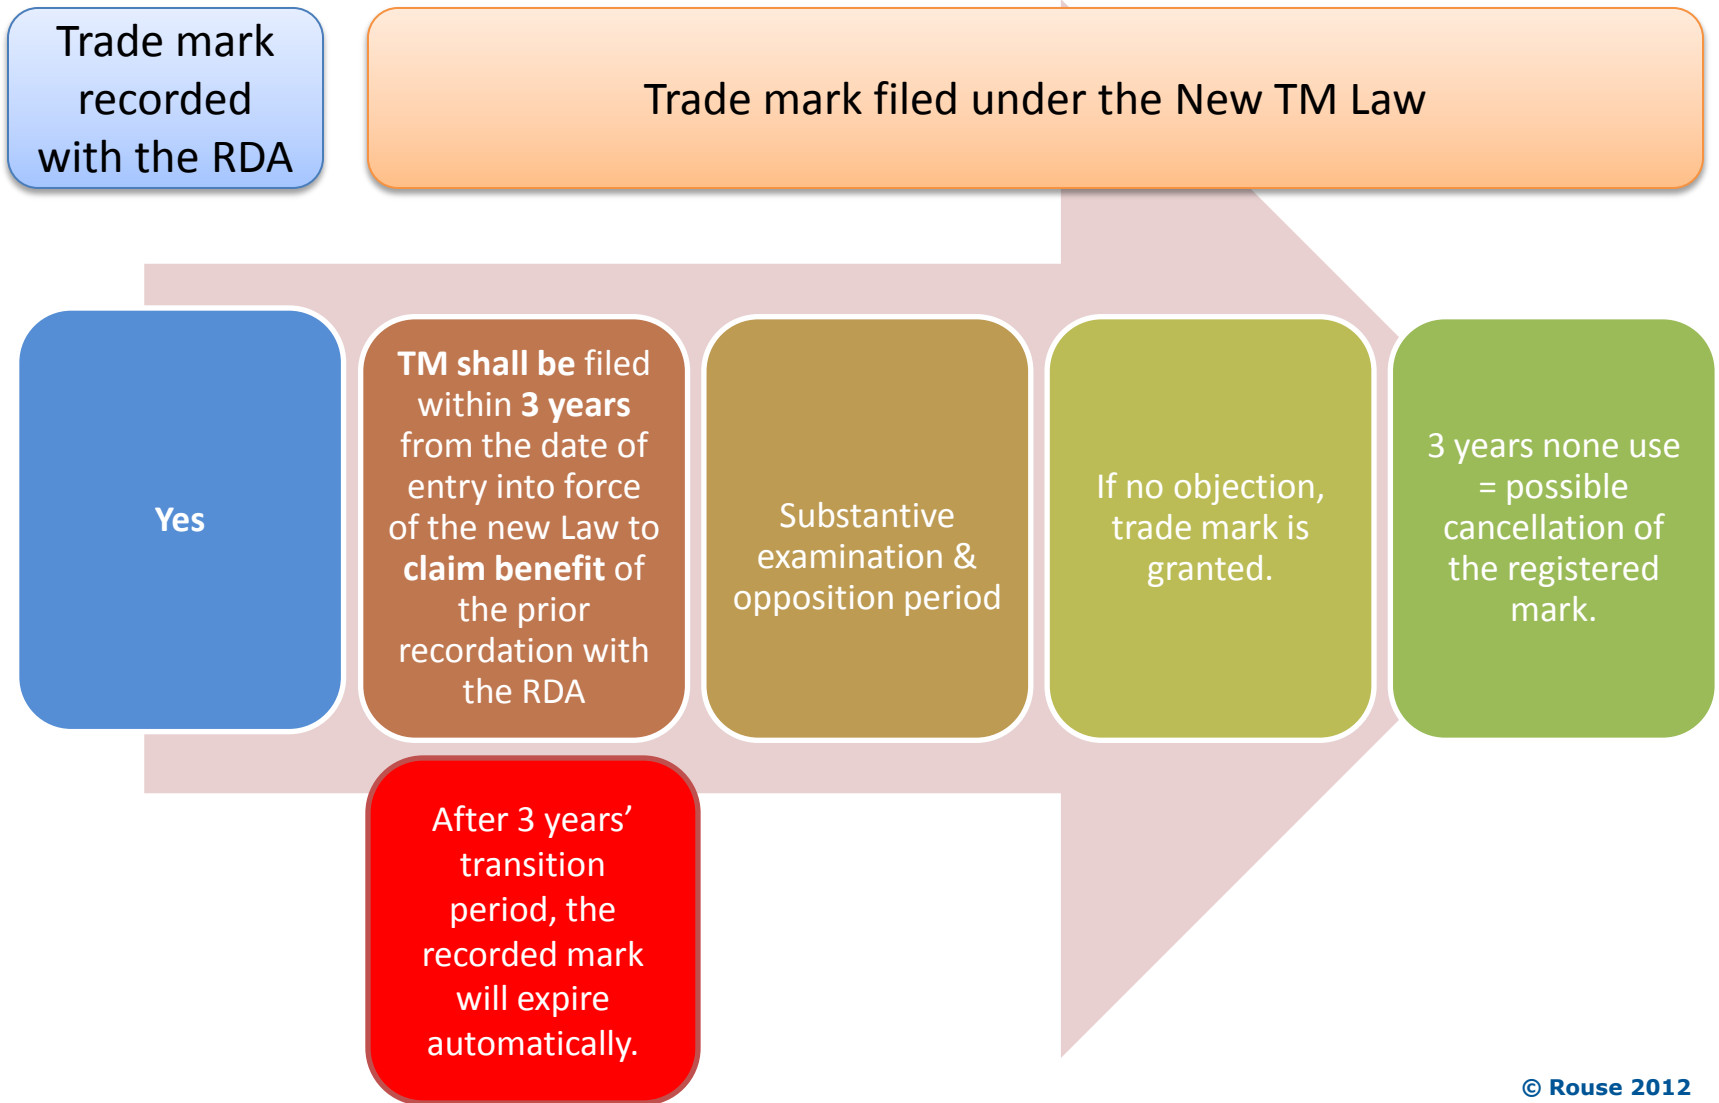 Trade mark
recorded
with the RDA
Trade mark filed under the New TM Law
Yes
TM shall be filed
within 3 years
from the date of
entry into force
of the new Law to
claim benefit of
the prior
recordation with
the RDA
Substantive
examination &
opposition period
If no objection,
trade mark is
granted.
3 years none use
= possible
cancellation of
the registered
mark.
After 3 years’
transition
period, the
recorded mark
will expire
automatically.
© Rouse 2012